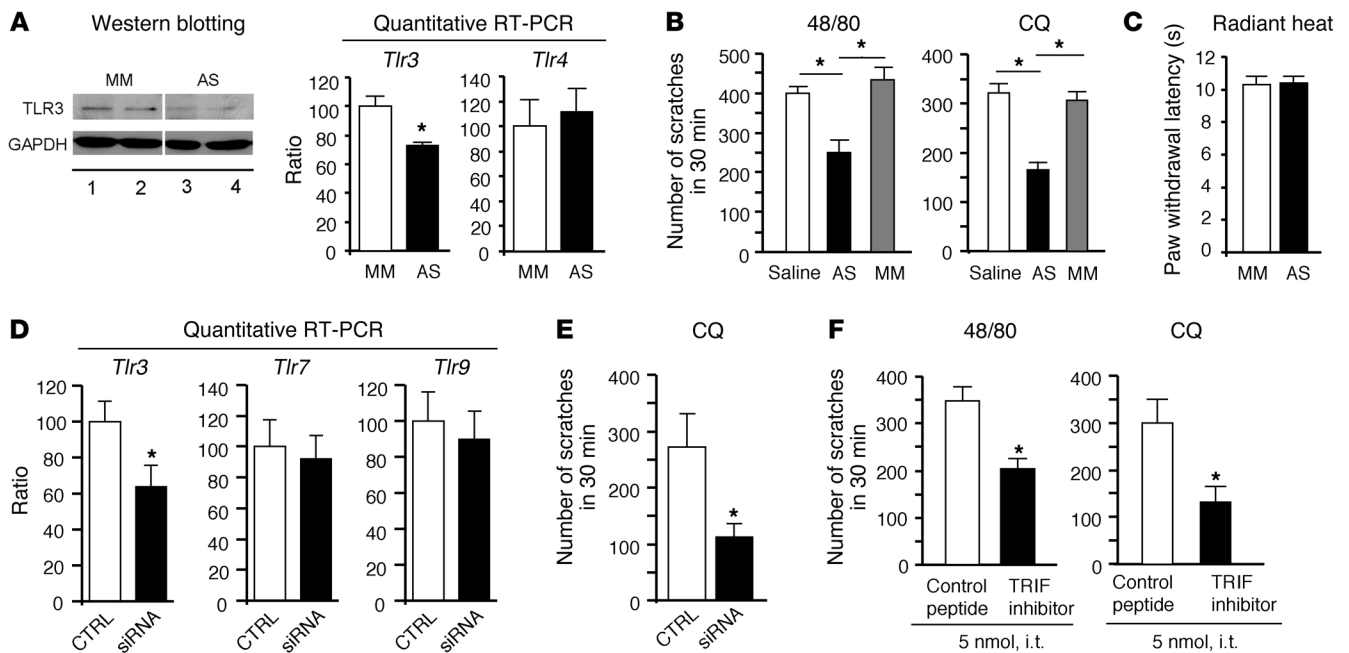 A
Western blotting
MM AS
TLR3
GAPDH
1 2 3 4
Quantitative RT-PCR
Tlr3
Ratio
120
100
80
60
40
20
0
*
MM AS
Tlr4
140
120
100
80
60
40
20
0
MM AS
B
48/80
Number of scratches
in 30 min
500
400
300
200
100
0
* *
Saline AS MM
CQ
400
300
200
100
0
* *
Saline AS MM
C
Radiant heat
Paw withdrawal latency (s)
12
10
8
6
4
2
0
MM AS
D
Quantitative RT-PCR
Tlr3
Ratio
120
100
80
60
40
20
0
*
CTRL siRNA
Tlr7
140
120
100
80
60
40
20
0
CTRL siRNA
Tlr9
120
100
80
60
40
20
0
CTRL siRNA
E
CQ
Number of scratches
in 30 min
400
300
200
100
0
*
CTRL siRNA
F
48/80
Number of scratches
in 30 min
400
300
200
100
0
*
Control TRIF
peptide inhibitor
5 nmol, i.t.
CQ
400
300
200
100
0
*
Control TRIF
peptide inhibitor
5 nmol, i.t.